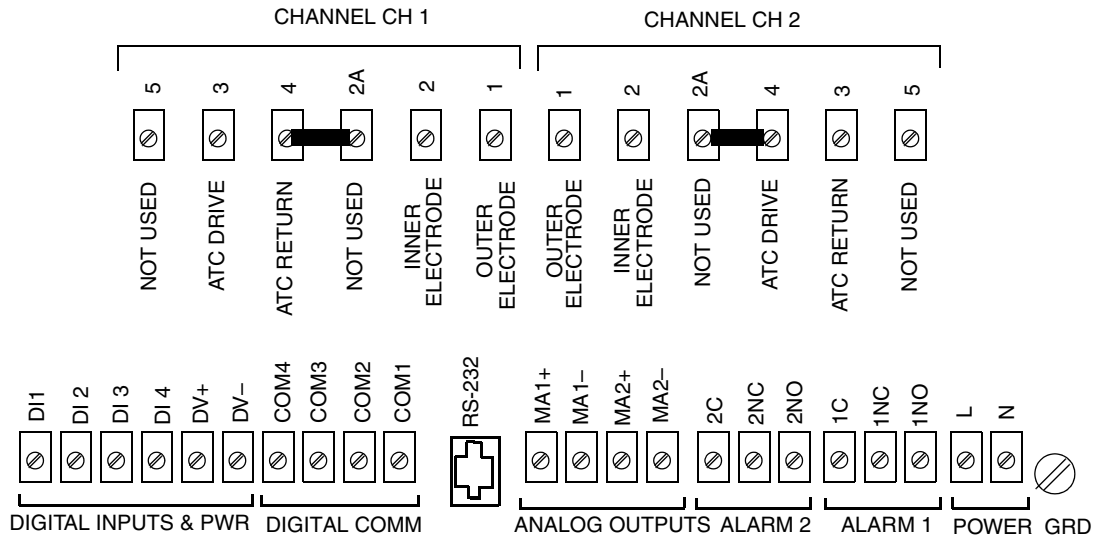 CHANNEL CH 1
CHANNEL CH 2
5
3
4
2A
2
1
1
2
2A
4
3
5
NOT USED
ATC DRIVE
ATC RETURN
NOT USED
INNER
ELECTRODE
OUTER
ELECTRODE
OUTER
ELECTRODE
INNER
ELECTRODE
NOT USED
ATC DRIVE
ATC RETURN
NOT USED
DI1
DI 2
DI 3
DI 4
DV+
DV–
COM4
COM3
COM2
COM1
RS-232
MA1+
MA1–
MA2+
MA2–
2C
2NC
2NO
1C
1NC
1NO
L
N
DIGITAL INPUTS & PWR
DIGITAL COMM
ANALOG OUTPUTS
ALARM 2
ALARM 1
POWER
GRD